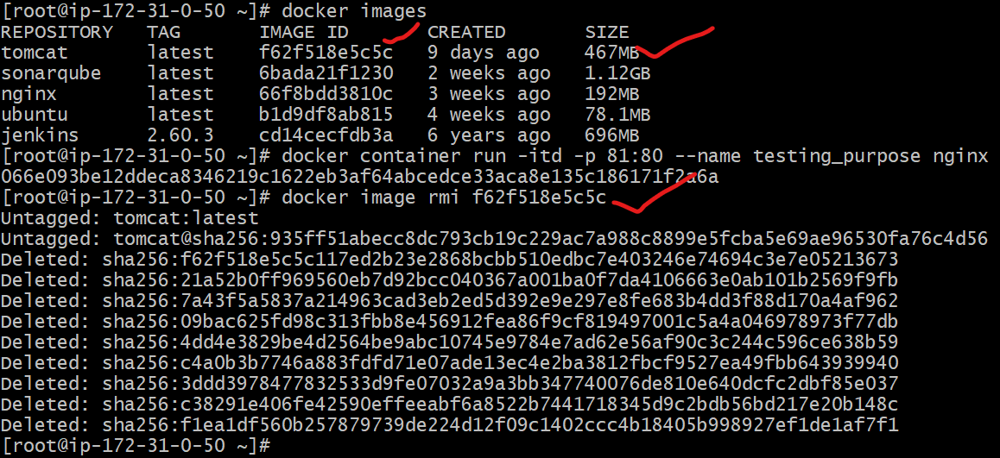 [root@ip-172-31-0-50 ~]# docker images
REPOSITORY   TAG       IMAGE ID       CREATED       SIZE
tomcat       latest    f62f518e5c5c   9 days ago    467MB
sonarqube    latest    6bada21f1230   2 weeks ago   1.12GB
nginx        latest    66f8bdd3810c   3 weeks ago   192MB
ubuntu       latest    b1d9df8ab815   4 weeks ago   78.1MB
jenkins      2.60.3    cd14cecfdb3a   6 years ago   696MB
[root@ip-172-31-0-50 ~]# docker container run -itd -p 81:80 --name testing_purpose nginx
066e093be12ddeca8346219c1622eb3af64abcedce33aca8e135c186171f2a6a
[root@ip-172-31-0-50 ~]# docker image rmi f62f518e5c5c
Untagged: tomcat:latest
Untagged: tomcat@sha256:935ff51abecc8dc793cb19c229ac7a988c8899e5fcba5e69ae96530fa76c4d56
Deleted: sha256:f62f518e5c5c117ed2b23e2868bcbb510edbc7e403246e74694c3e7e05213673
Deleted: sha256:21a52b0ff969560eb7d92bcc040367a001ba0f7da4106663e0ab101b2569f9fb
Deleted: sha256:7a43f5a5837a214963cad3eb2ed5d392e9e297e8fe683b4dd3f88d170a4af962
Deleted: sha256:09bac625fd98c313fbb8e456912fea86f9cf819497001c5a4a046978973f77db
Deleted: sha256:4dd4e3829be4d2564be9abc10745e9784e7ad62e56af90c3c244c596ce638b59
Deleted: sha256:c4a0b3b7746a883fdfd71e07ade13ec4e2ba3812fbcf9527ea49fbb643939940
Deleted: sha256:3ddd3978477832533d9fe07032a9a3bb347740076de810e640dcfc2dbf85e037
Deleted: sha256:c38291e406fe42590effeeabf6a8522b7441718345d9c2bdb56bd217e20b148c
Deleted: sha256:f1ea1df560b257879739de224d12f09c1402ccc4b18405b998927ef1de1af7f1
[root@ip-172-31-0-50 ~]#